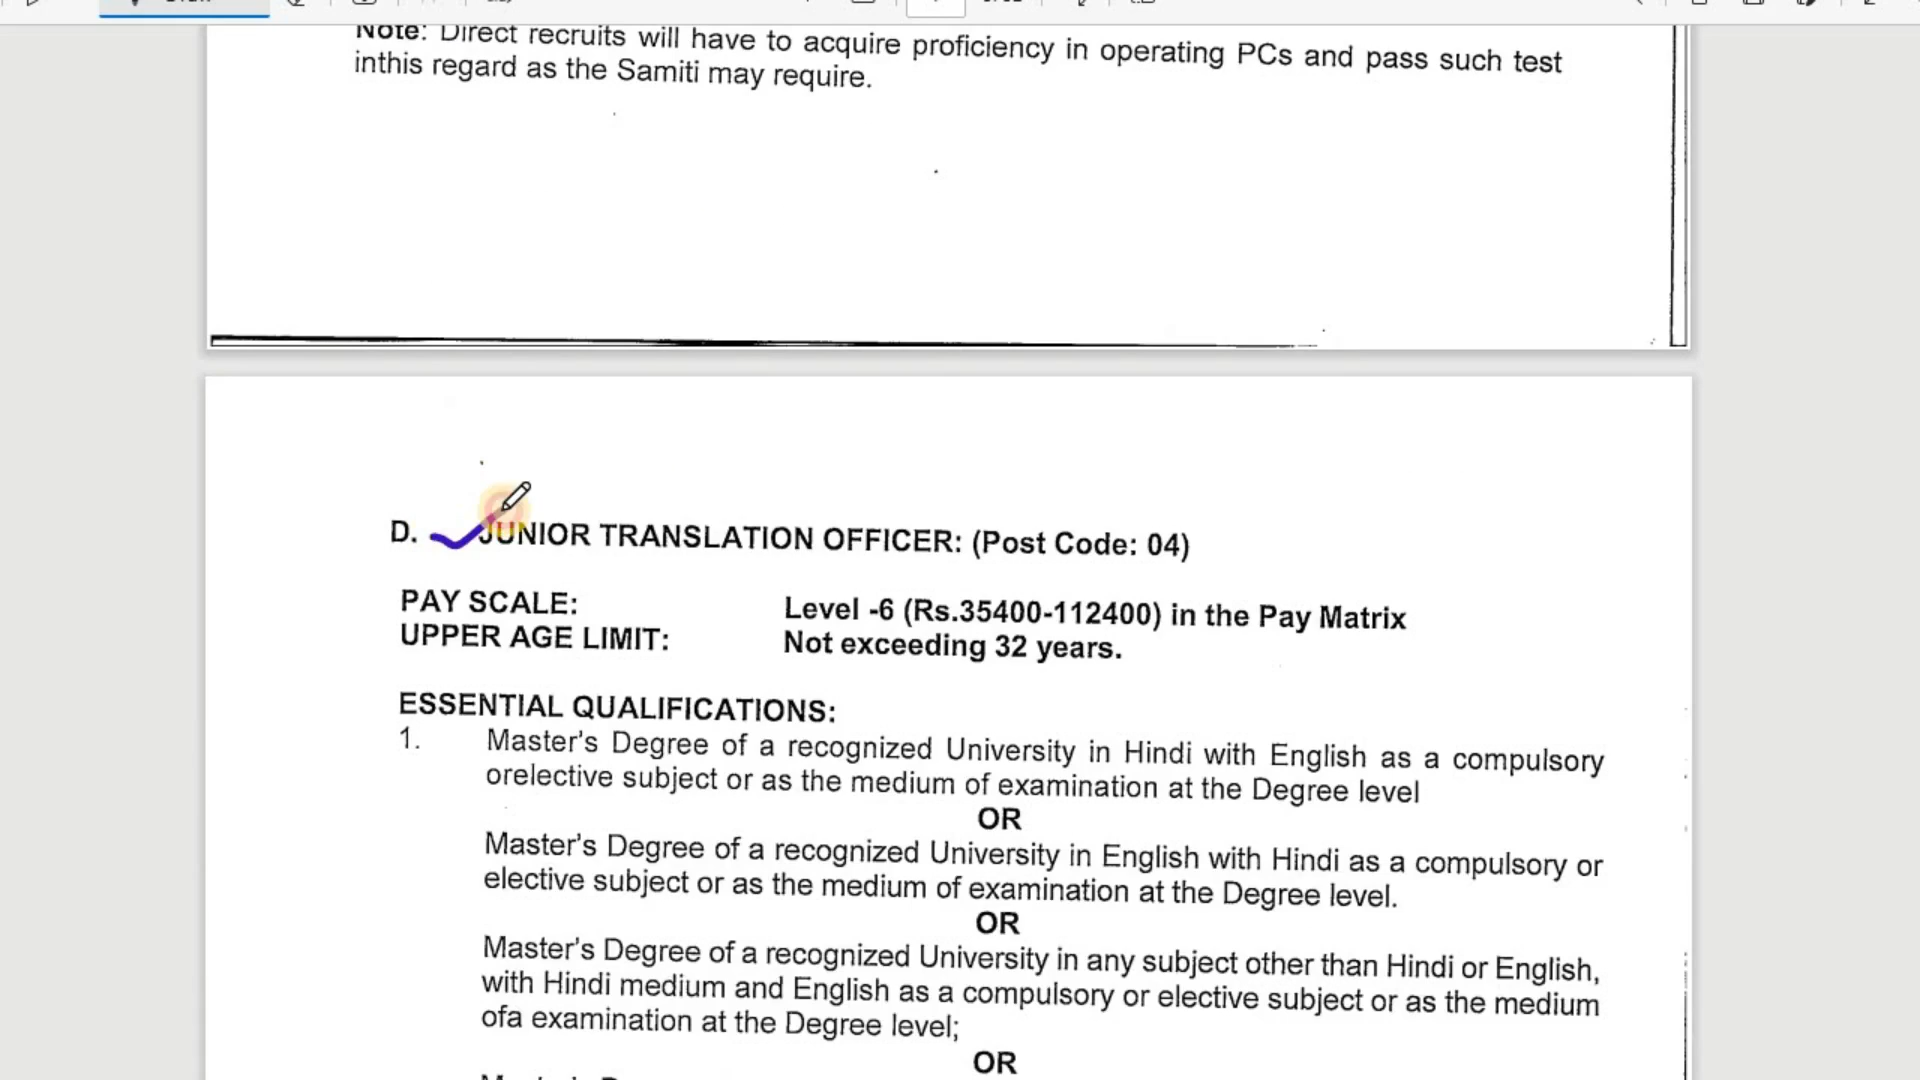 Note: Direct recruits will have to acquire proficiency in operating PCs and pass such test
inthis regard as the Samiti may require.
D. JUNIOR TRANSLATION OFFICER: (Post Code: 04)
PAY SCALE: Level -6 (Rs.35400-112400) in the Pay Matrix
UPPER AGE LIMIT: Not exceeding 32 years.
ESSENTIAL QUALIFICATIONS:
1. Master's Degree of a recognized University in Hindi with English as a compulsory
orelective subject or as the medium of examination at the Degree level
OR
Master's Degree of a recognized University in English with Hindi as a compulsory or
elective subject or as the medium of examination at the Degree level.
OR
Master's Degree of a recognized University in any subject other than Hindi or English,
with Hindi medium and English as a compulsory or elective subject or as the medium
ofa examination at the Degree level;
OR